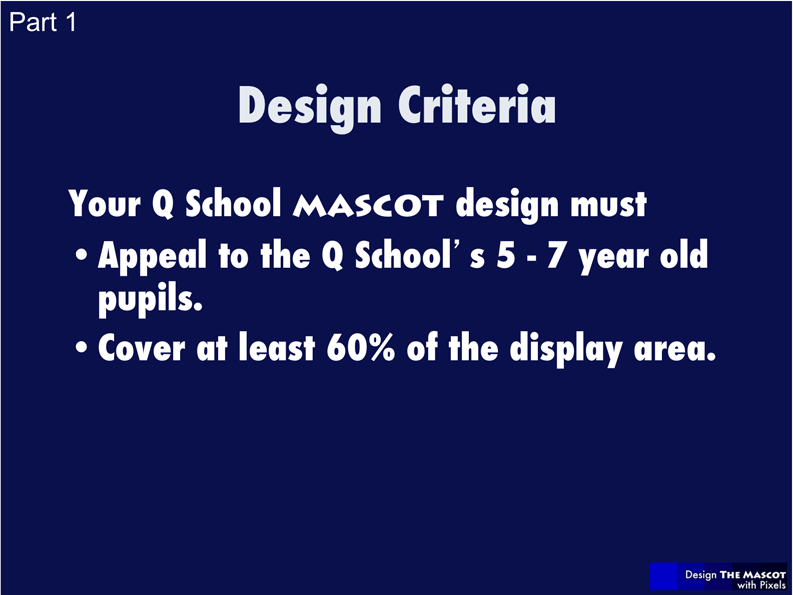 Part 1
Design Criteria
Your Q School MASCOT design must
• Appeal to the Q School’s 5 - 7 year old
pupils.
• Cover at least 60% of the display area.
Design THE MASCOT
with Pixels